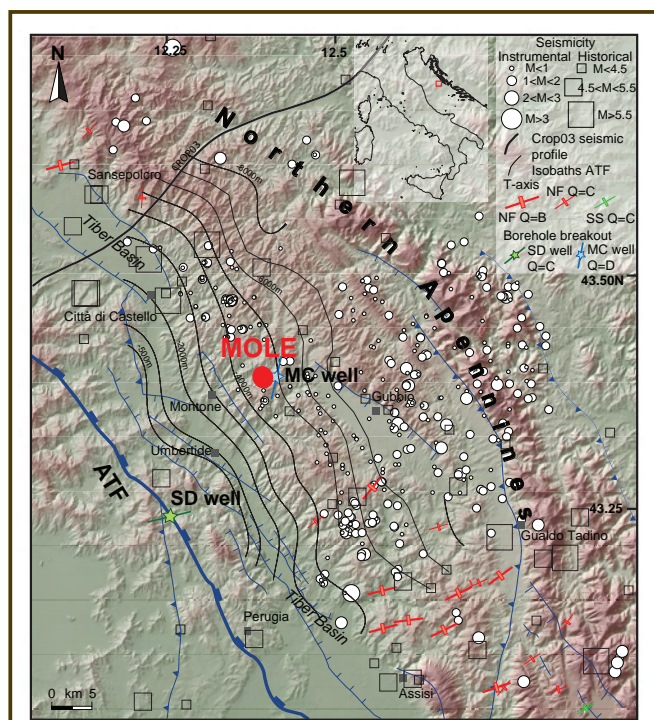 12.25
12.5
N
Northern Apennines
Seismicity
Instrumental Historical
M<1
M<4.5
1<M<2
4.5<M<5.5
2<M<3
M>3
M>5.5
Crop03 seismic
profile
Isobaths ATF
T-axis
NF Q=C
NF Q=B
SS Q=C
Borehole breakout
SD well
MC well
Q=C
Q=D
CROP03
Sansepolcro
Tiber Basin
43.50N
Città di Castello
MOLE
MC well
Montone
Gubbio
Umbertide
ATF
SD well
43.25
Gualdo Tadino
Tiber Basin
Perugia
Assisi
0 km 5